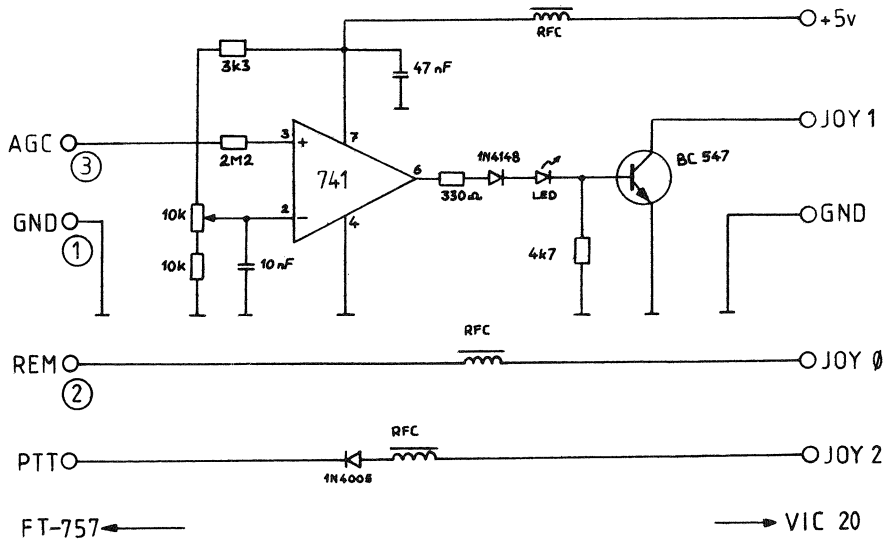 +5v
RFC
3k3
47 nF
JOY 1
AGC
3
2M2
3
+
7
741
6
1N4148
BC 547
330Ω
LED
GND
1
10k
2
−
4
GND
10k
10nF
4k7
RFC
REM
2
JOY Ø
RFC
PTT
1N4005
JOY 2
FT-757
VIC 20